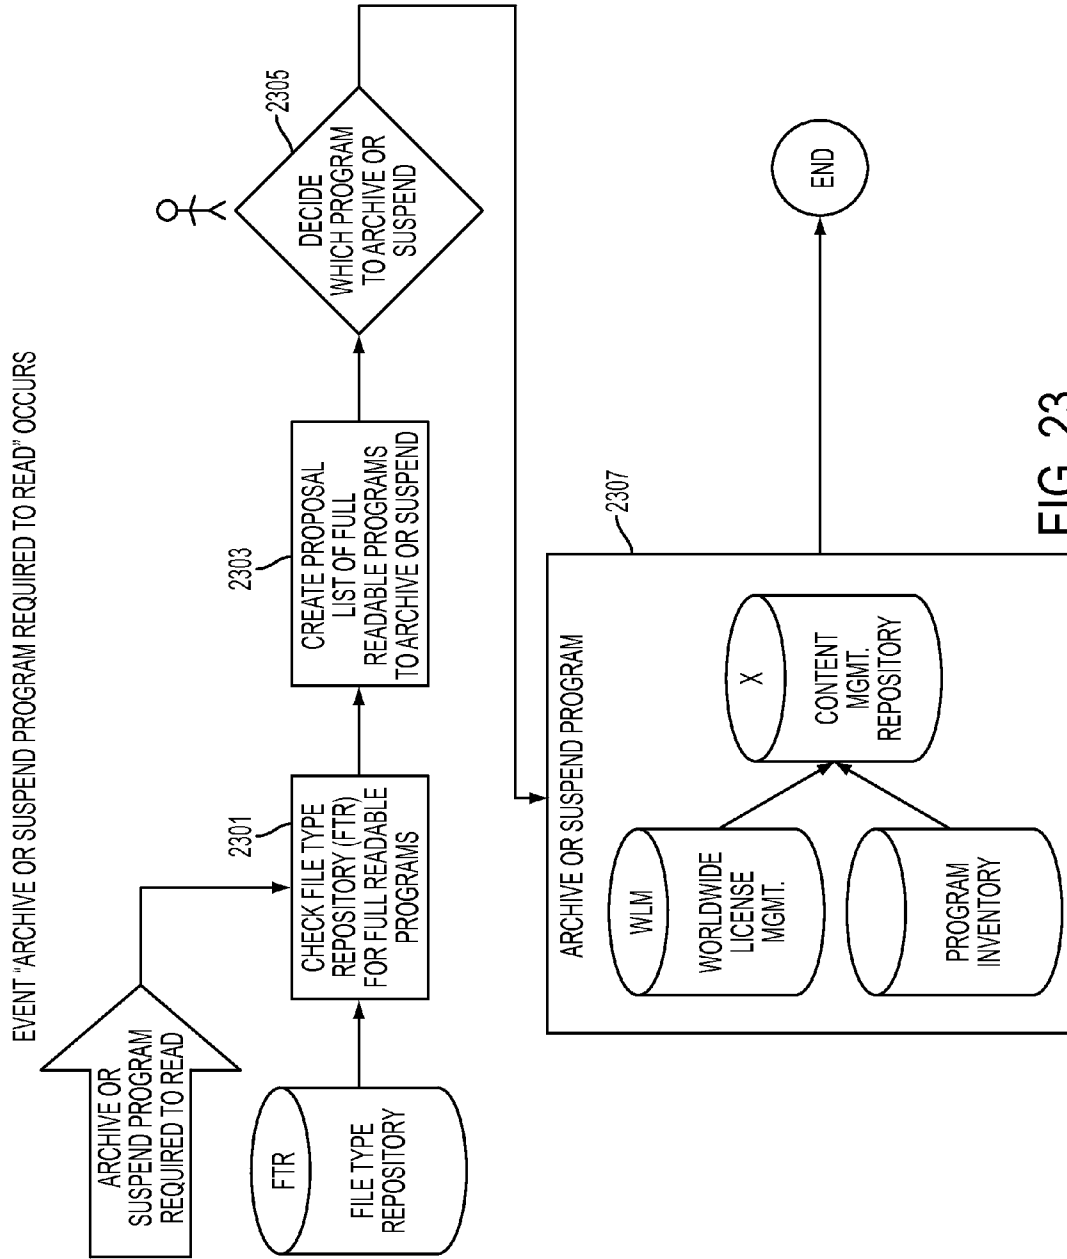 EVENT "ARCHIVE OR SUSPEND PROGRAM REQUIRED TO READ" OCCURS
ARCHIVE OR
SUSPEND PROGRAM
REQUIRED TO READ
FTR
FILE TYPE
REPOSITORY
2301
CHECK FILE TYPE
REPOSITORY (FTR)
FOR FULL READABLE
PROGRAMS
2303
CREATE PROPOSAL
LIST OF FULL
READABLE PROGRAMS
TO ARCHIVE OR SUSPEND
2305
DECIDE
WHICH PROGRAM
TO ARCHIVE OR
SUSPEND
2307
ARCHIVE OR SUSPEND PROGRAM
WLM
WORLDWIDE
LICENSE
MGMT.
PROGRAM
INVENTORY
X
CONTENT
MGMT.
REPOSITORY
END
FIG. 23